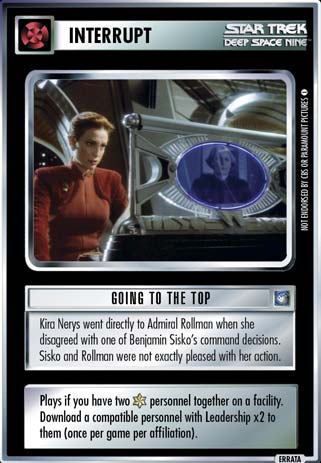 INTERRUPT
STAR TREK
DEEP SPACE NINE
NOT ENDORSED BY CBS OR PARAMOUNT PICTURES
GOING TO THE TOP
Kira Nerys went directly to Admiral Rollman when she
disagreed with one of Benjamin Sisko's command decisions.
Sisko and Rollman were not exactly pleased with her action.
Plays if you have two personnel together on a facility.
Download a compatible personnel with Leadership x2 to
them (once per game per affiliation).
ERRATA